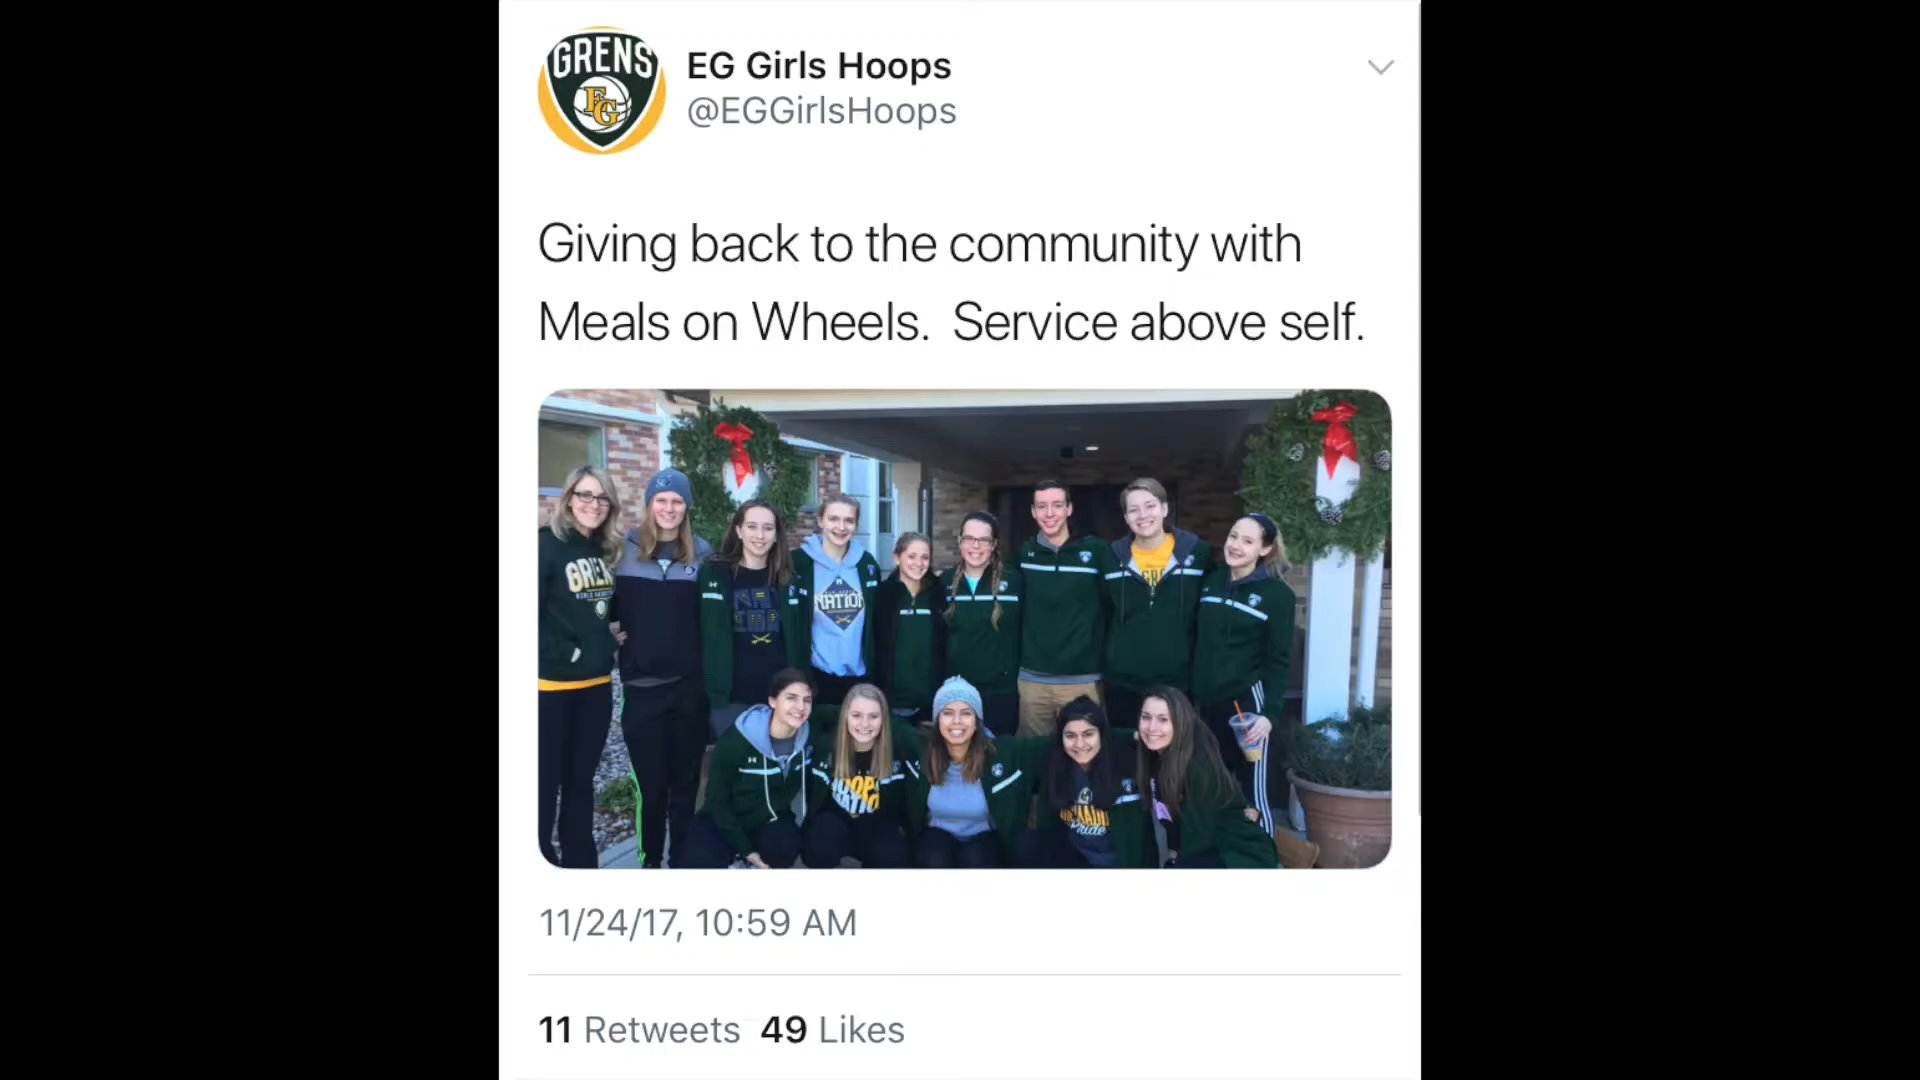 GRENS
EG
EG Girls Hoops
@EGGirlsHoops
Giving back to the community with
Meals on Wheels.  Service above self.
NATION
Pride
11/24/17, 10:59 AM
11 Retweets 49 Likes